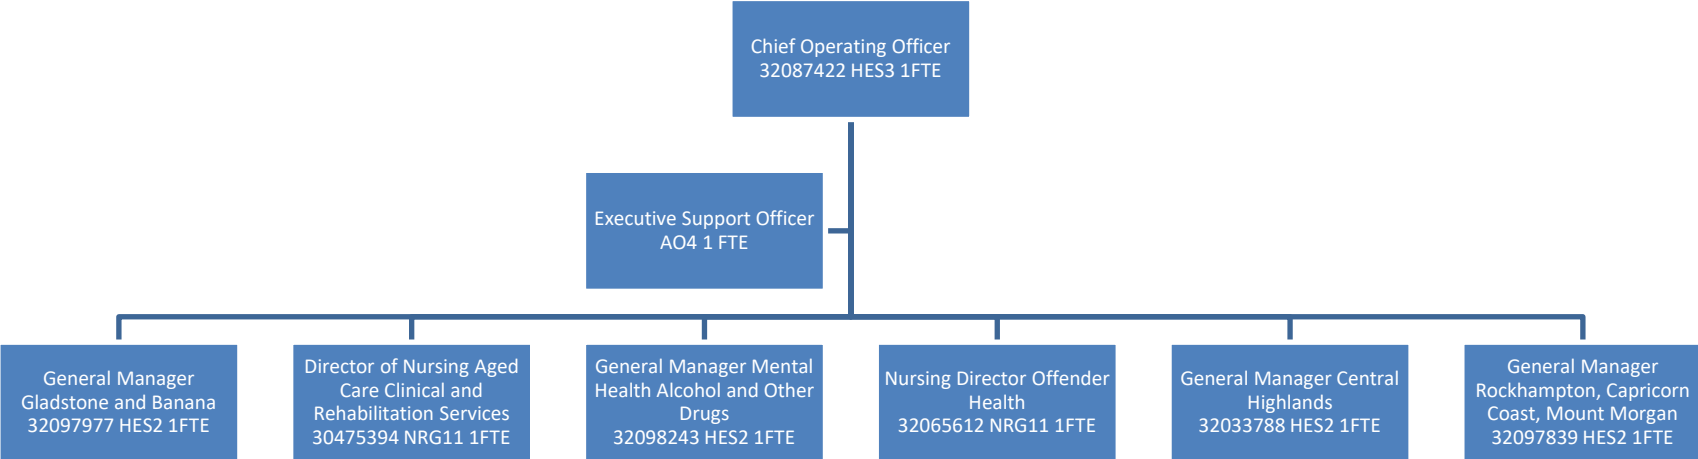 Chief Operating Officer
32087422 HES3 1FTE
Executive Support Officer
AO4 1 FTE
General Manager
Gladstone and Banana
32097977 HES2 1FTE
Director of Nursing Aged
Care Clinical and
Rehabilitation Services
30475394 NRG11 1FTE
General Manager Mental
Health Alcohol and Other
Drugs
32098243 HES2 1FTE
Nursing Director Offender
Health
32065612 NRG11 1FTE
General Manager Central
Highlands
32033788 HES2 1FTE
General Manager
Rockhampton, Capricorn
Coast, Mount Morgan
32097839 HES2 1FTE